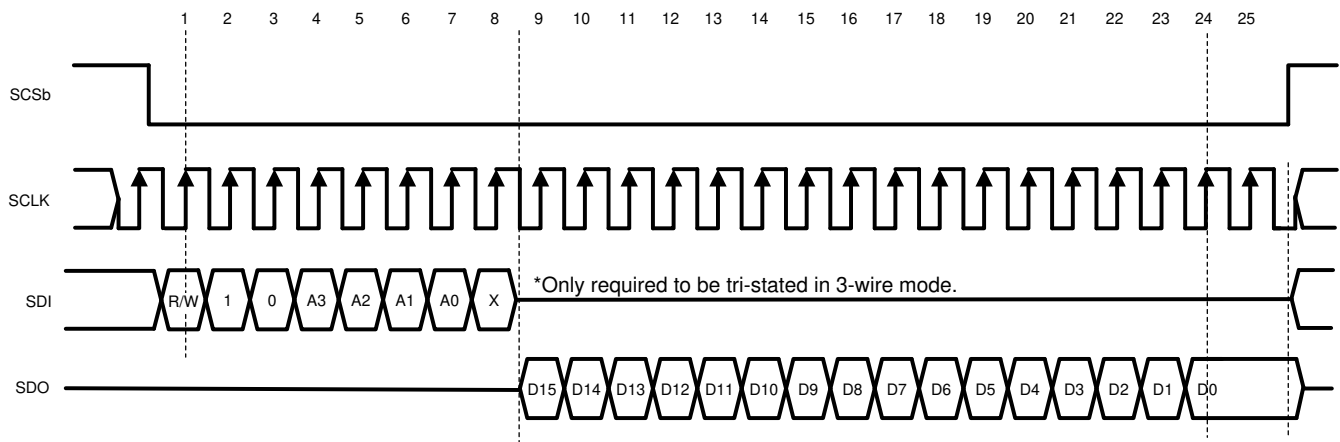 1 2 3 4 5 6 7 8 9 10 11 12 13 14 15 16 17 18 19 20 21 22 23 24 25
SCSb
SCLK
SDI R/W 1 0 A3 A2 A1 A0 X *Only required to be tri-stated in 3-wire mode.
SDO D15 D14 D13 D12 D11 D10 D9 D8 D7 D6 D5 D4 D3 D2 D1 D0